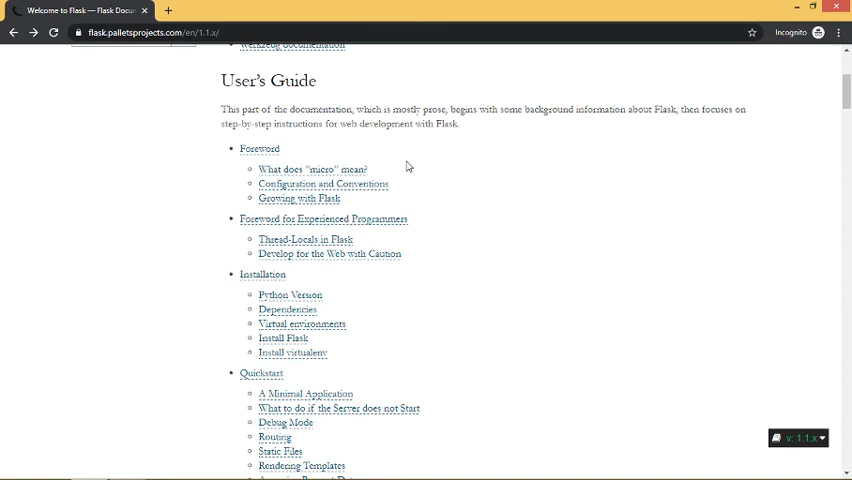 Welcome to Flask — Flask Docu
flask.palletsprojects.com/en/1.1.x/
Incognito
Werkzeug documentation
User's Guide
This part of the documentation, which is mostly prose, begins with some background information about Flask, then focuses on
step-by-step instructions for web development with Flask.
Foreword
What does "micro" mean?
Configuration and Conventions
Growing with Flask
Foreword for Experienced Programmers
Thread-Locals in Flask
Develop for the Web with Caution
Installation
Python Version
Dependencies
Virtual environments
Install Flask
Install virtualenv
Quickstart
A Minimal Application
What to do if the Server does not Start
Debug Mode
Routing
Static Files
Rendering Templates
v: 1.1.x